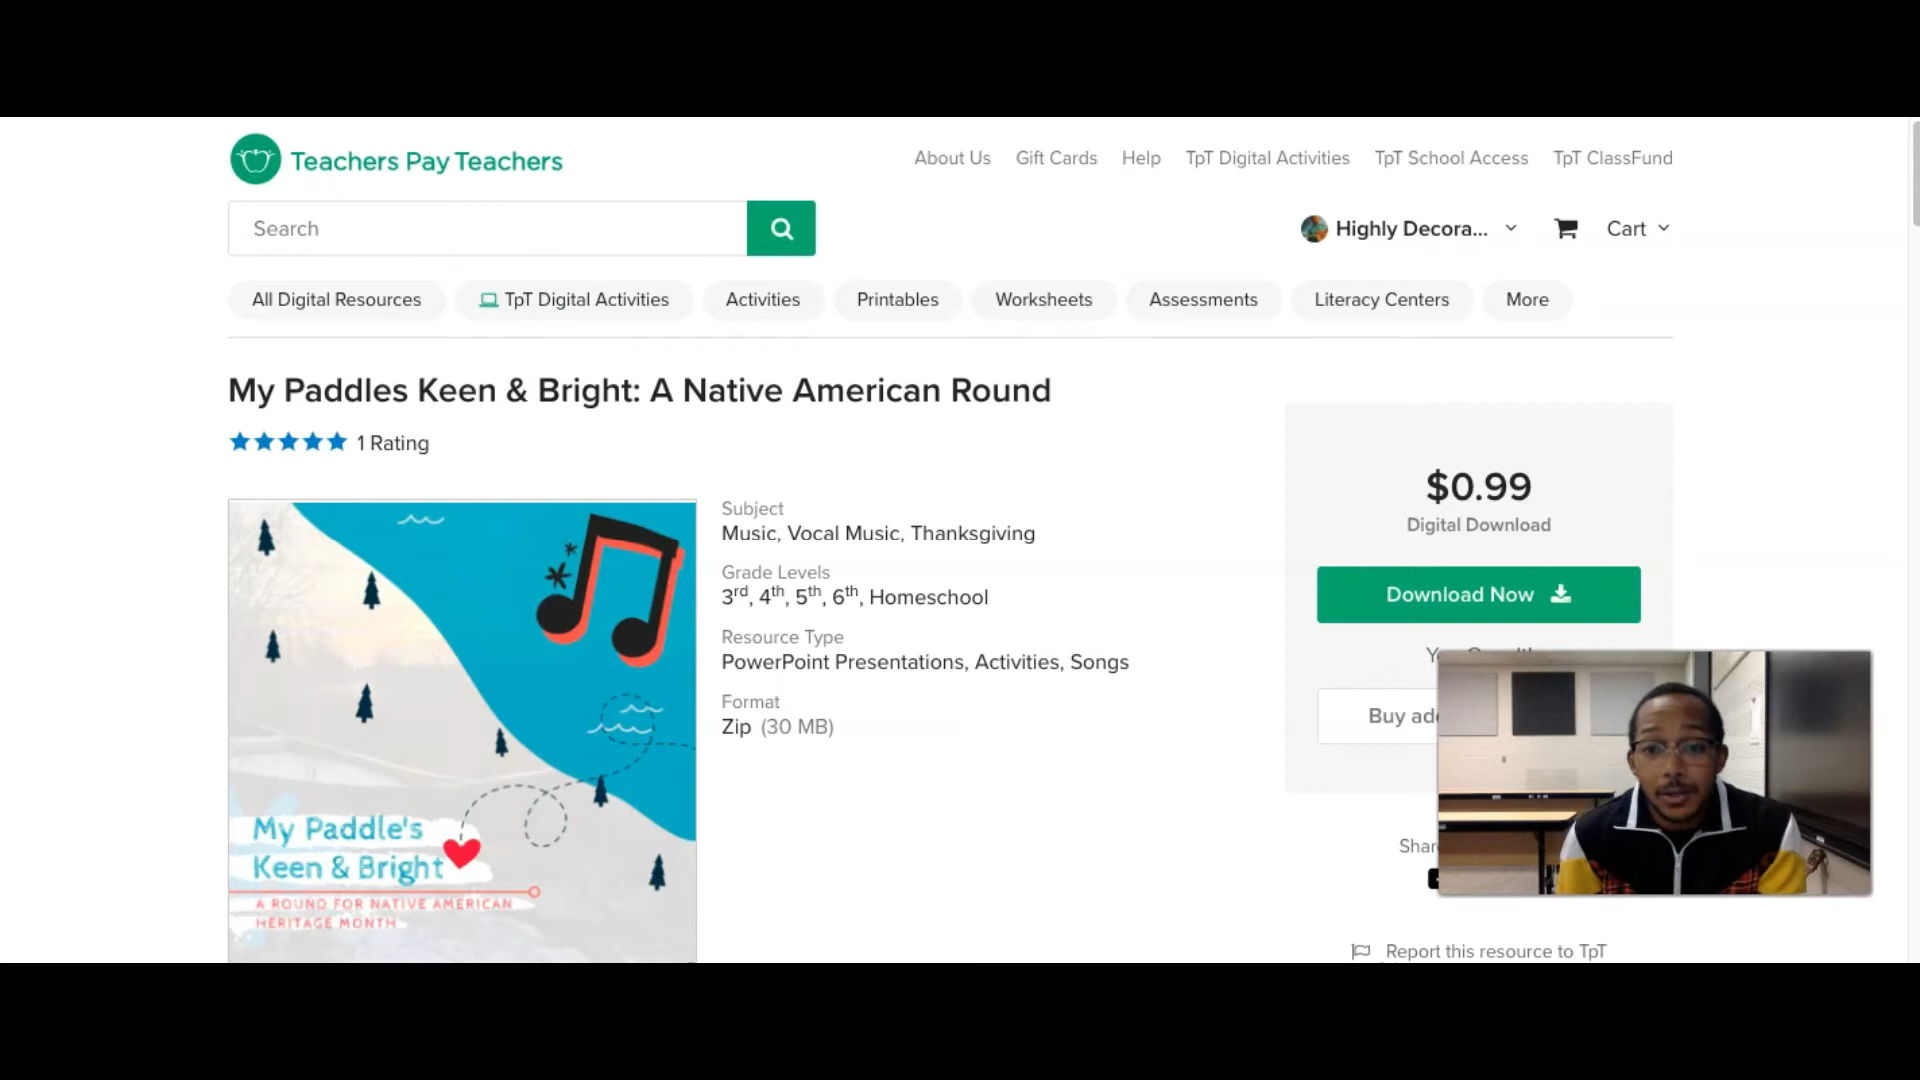 Teachers Pay Teachers
About Us Gift Cards Help TpT Digital Activities TpT School Access TpT ClassFund
Search
Highly Decora... Cart
All Digital Resources TpT Digital Activities Activities Printables Worksheets Assessments Literacy Centers More
My Paddles Keen & Bright: A Native American Round
1 Rating
Subject
Music, Vocal Music, Thanksgiving
Grade Levels
3rd, 4th, 5th, 6th, Homeschool
Resource Type
PowerPoint Presentations, Activities, Songs
Format
Zip (30 MB)
My Paddle's
Keen & Bright
A ROUND FOR NATIVE AMERICAN
HERITAGE MONTH
$0.99
Digital Download
Download Now
Buy
Report this resource to TpT